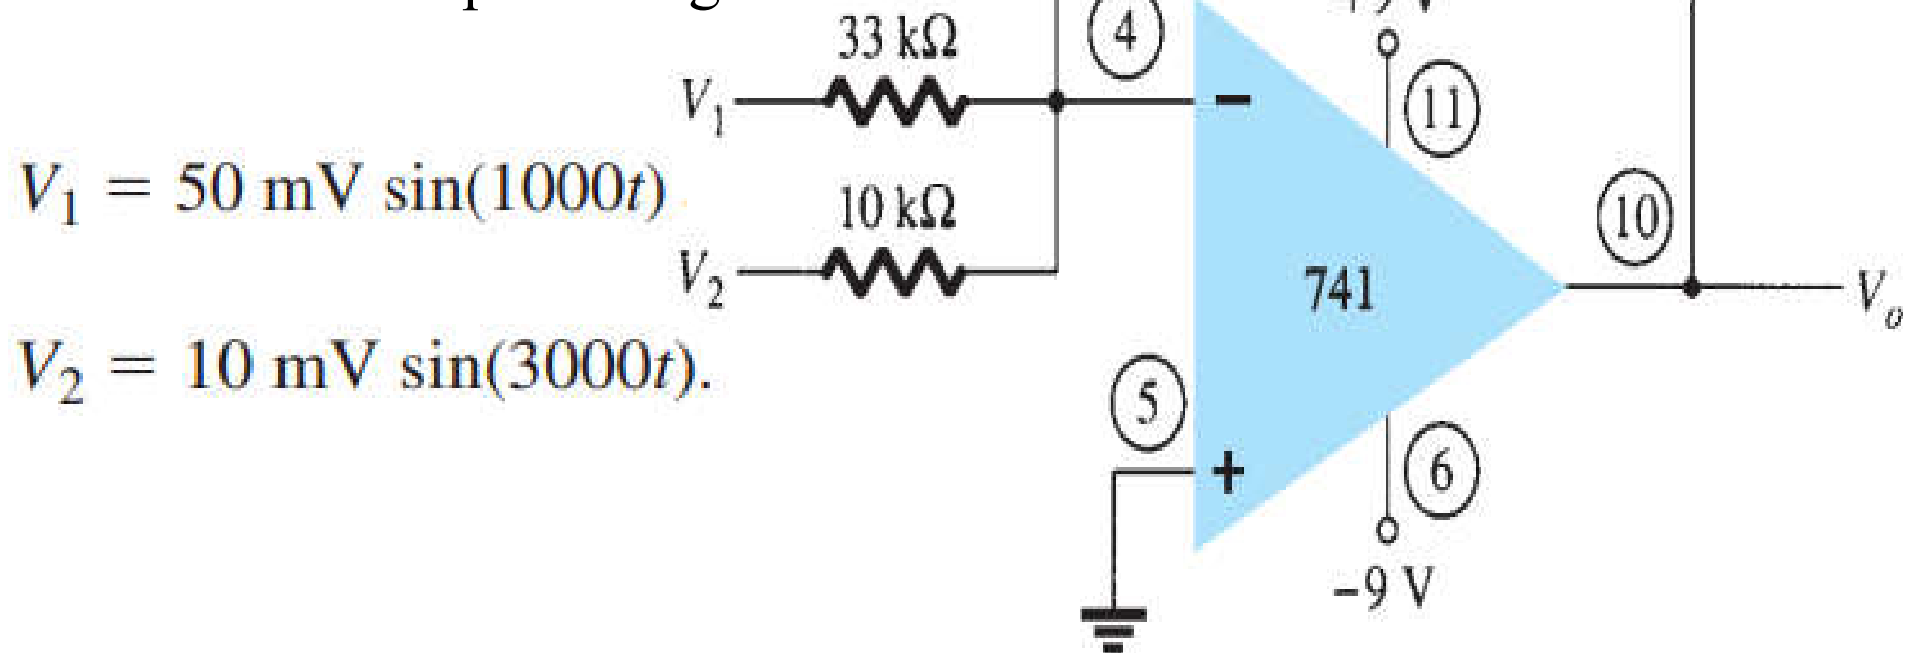 33 kΩ
4
V1
11
V1 = 50 mV sin(1000t)
10 kΩ
10
V2
741
Vo
V2 = 10 mV sin(3000t).
5
6
−9 V